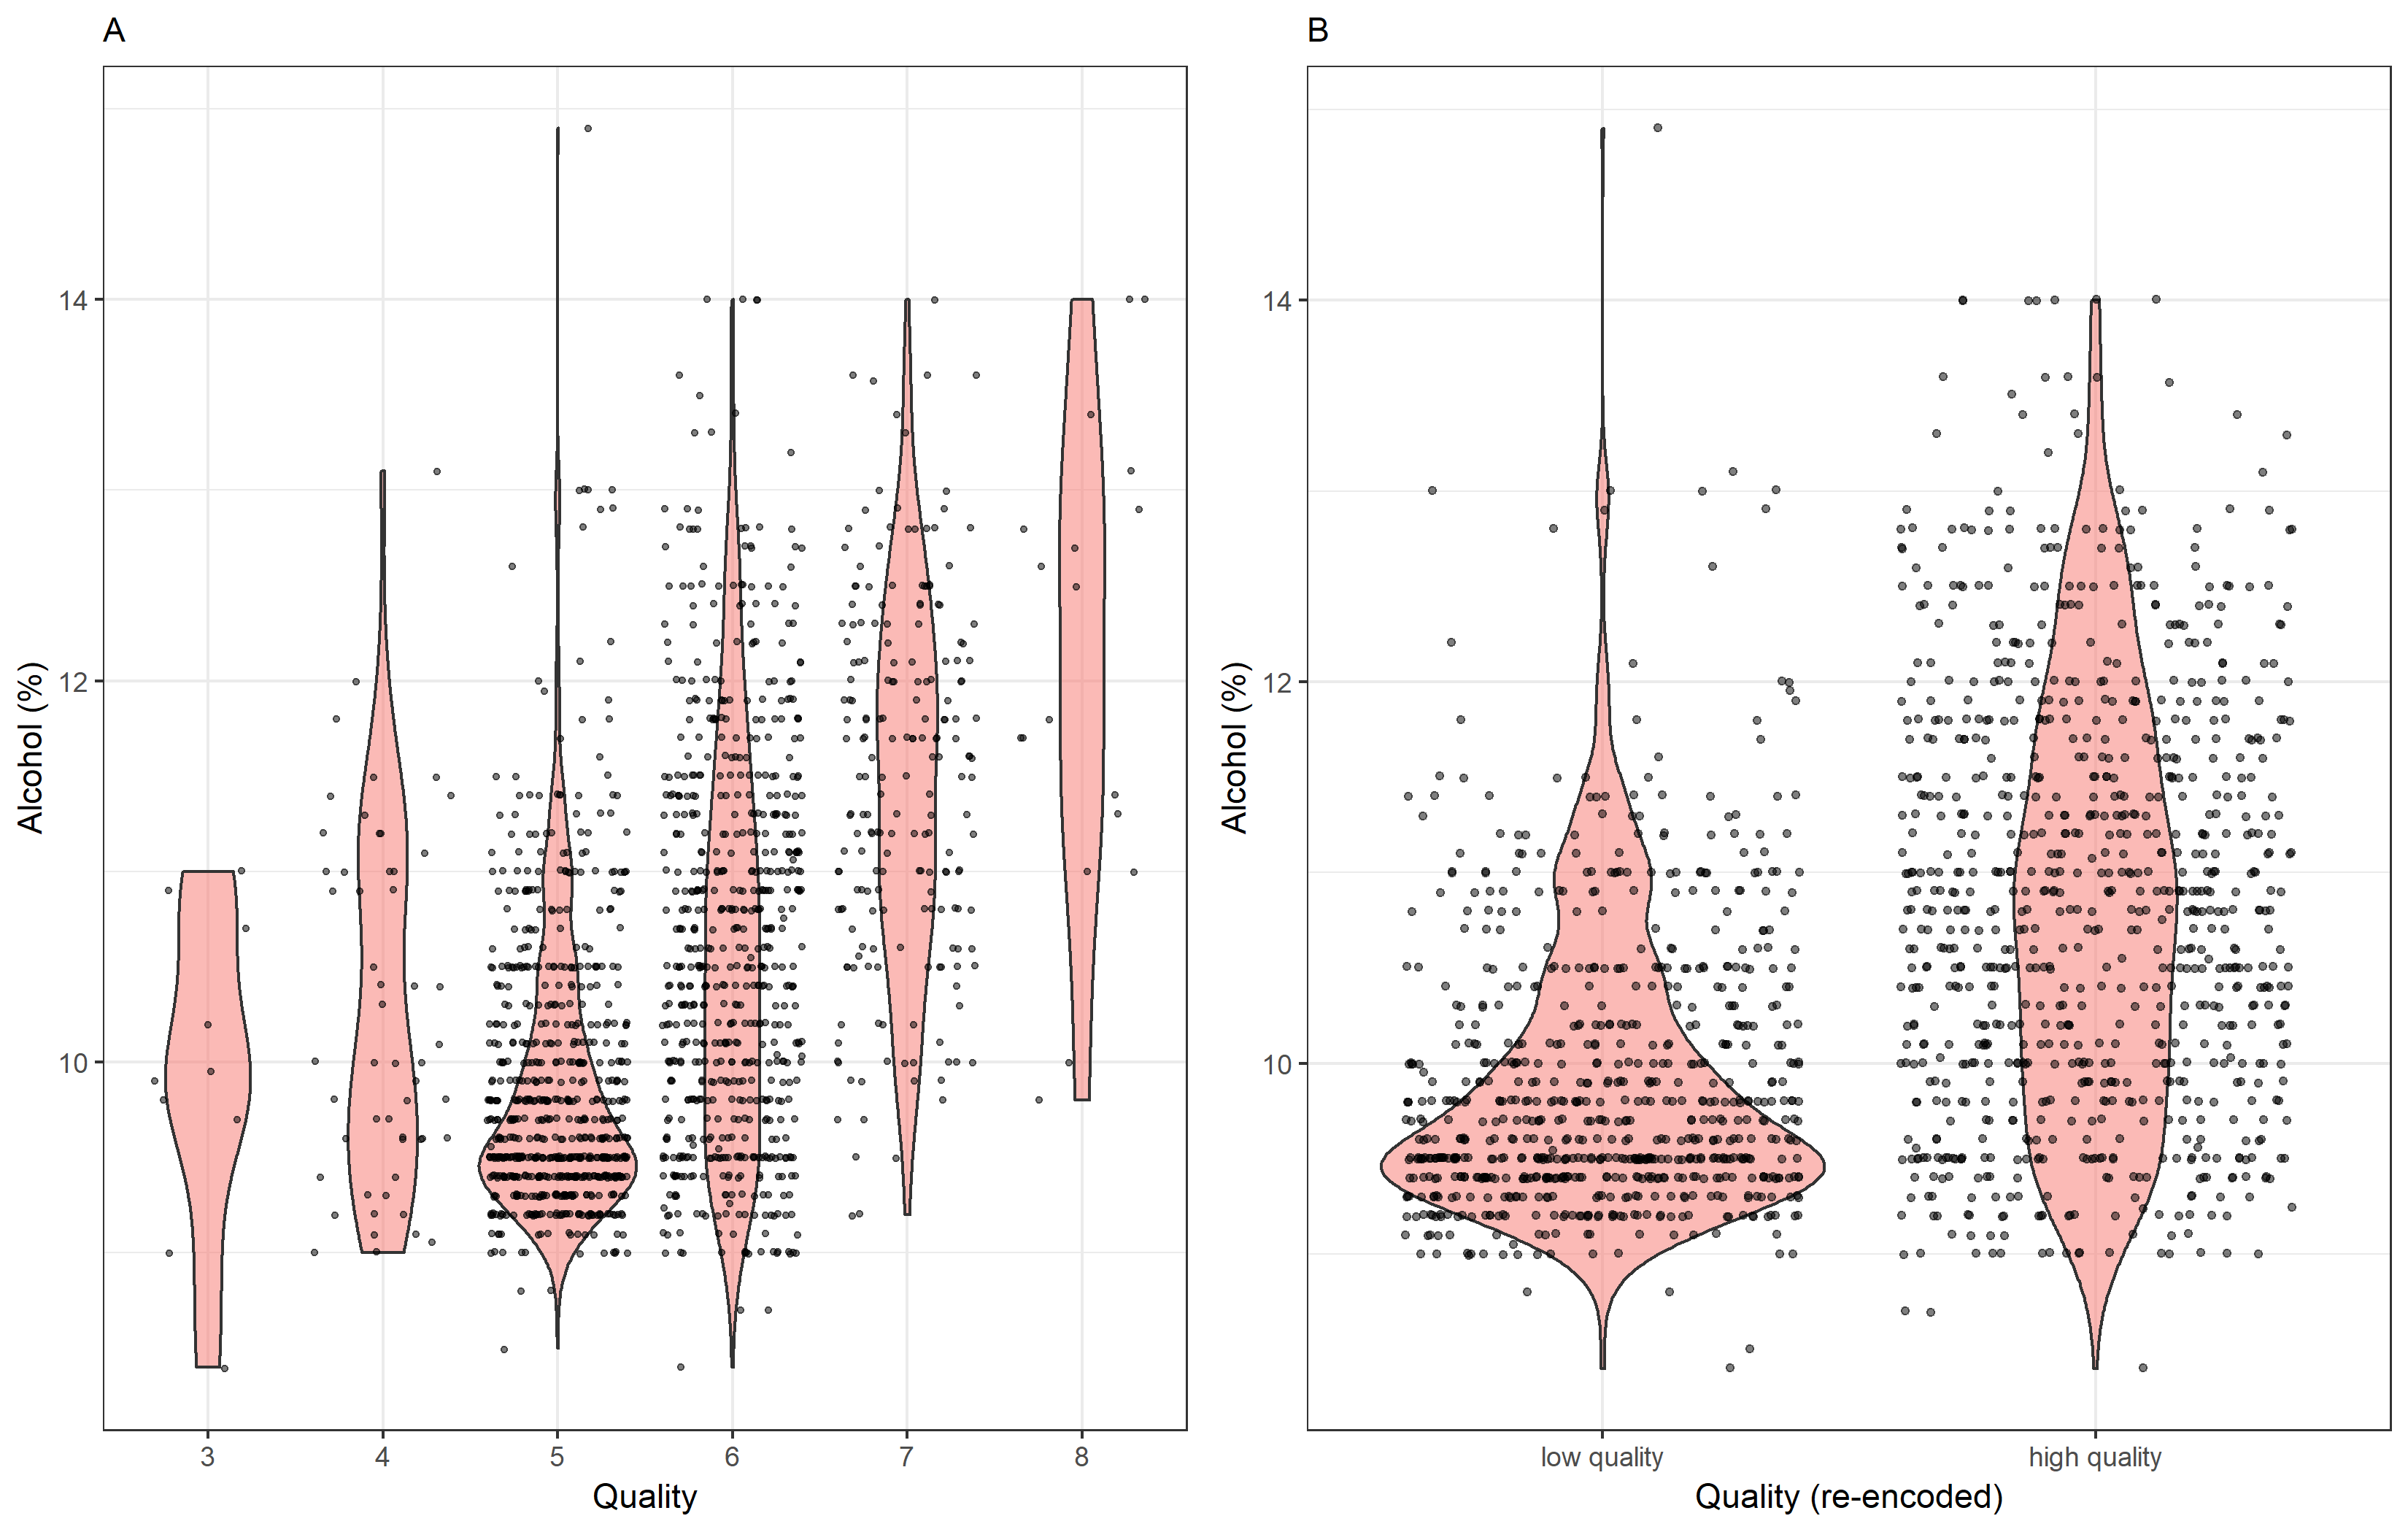 A
Alcohol (%)
14
12
10
3 4 5 6 7 8
Quality
B
Alcohol (%)
14
12
10
low quality high quality
Quality (re-encoded)